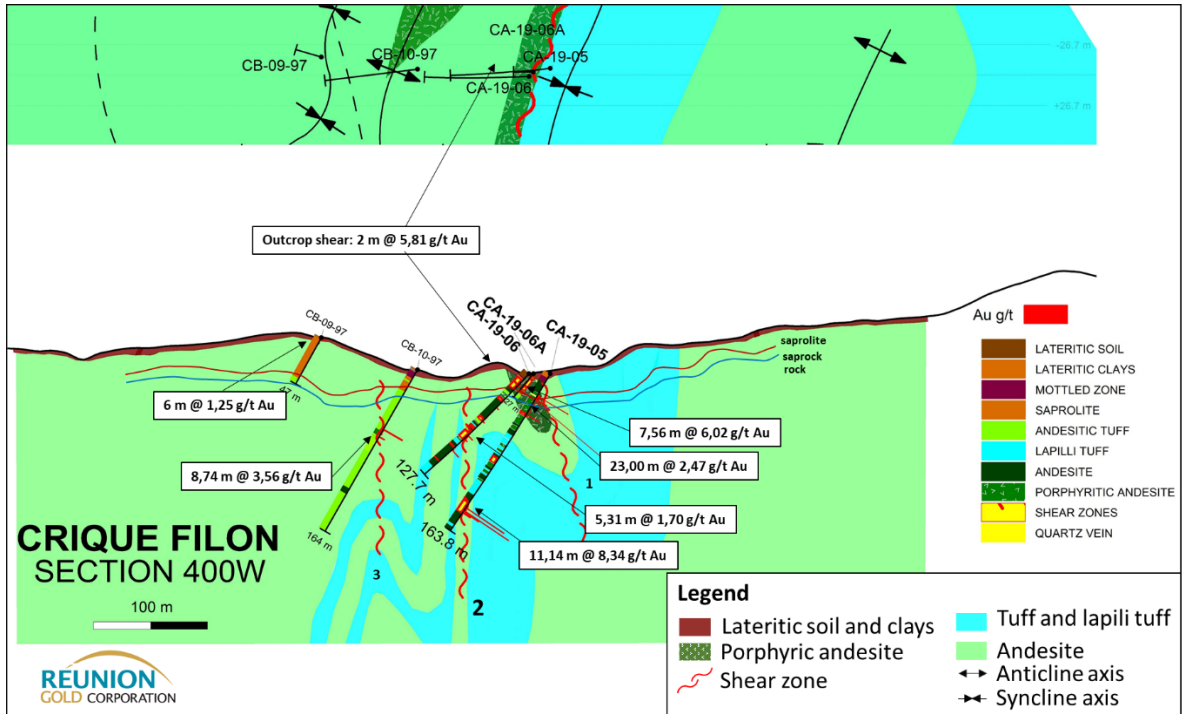 CA-19-06A
-26.7 m
CB-10-97
CA-19-05
CB-09-97
CA-19-06
+26.7 m
Outcrop shear: 2 m @ 5,81 g/t Au
CB-09-97
CA-19-06A
CA-19-06
CA-19-05
CB-10-97
saprolite
saprock
rock
Au g/t
LATERITIC SOIL
LATERITIC CLAYS
MOTTLED ZONE
SAPROLITE
ANDESITIC TUFF
LAPILLI TUFF
ANDESITE
PORPHYRITIC ANDESITE
SHEAR ZONES
QUARTZ VEIN
47 m
6 m @ 1,25 g/t Au
7,56 m @ 6,02 g/t Au
8,74 m @ 3,56 g/t Au
23,00 m @ 2,47 g/t Au
127.7 m
1
5,31 m @ 1,70 g/t Au
163.8 m
164 m
11,14 m @ 8,34 g/t Au
CRIQUE FILON
SECTION 400W
3
2
100 m
REUNION
GOLD CORPORATION
Legend
Lateritic soil and clays
Porphyric andesite
Shear zone
Tuff and lapili tuff
Andesite
Anticline axis
Syncline axis